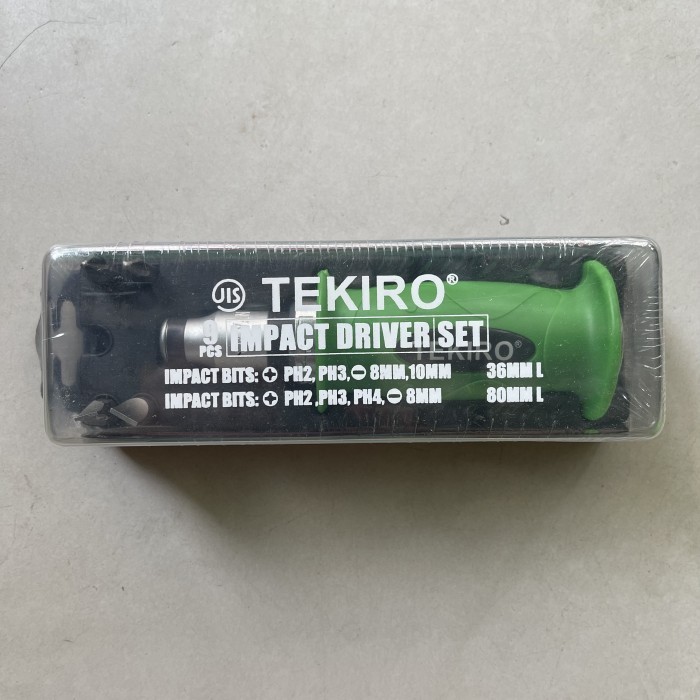 JIS TEKIRO®
9 PCS IMPACT DRIVER SET
TEKIRO®
IMPACT BITS: ⊕ PH2, PH3, ⊖ 8MM, 10MM 36MM L
IMPACT BITS: ⊕ PH2, PH3, PH4, ⊖ 8MM 80MM L